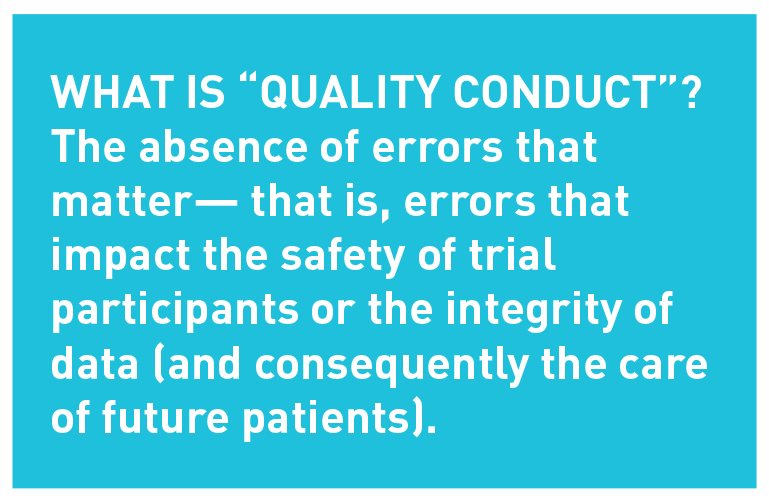 WHAT IS “QUALITY CONDUCT”?
The absence of errors that
matter— that is, errors that
impact the safety of trial
participants or the integrity of
data (and consequently the care
of future patients).